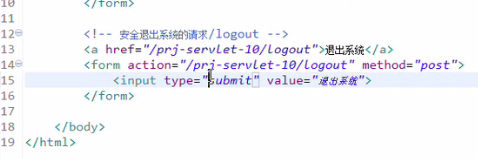 10 </form>
11
12 <!-- 安全退出系统的请求/logout -->
13 <a href="/prj-servlet-10/logout">退出系统</a>
14 <form action="/prj-servlet-10/logout" method="post">
15 <input type="submit" value="退出系统">
16 </form>
17
18 </body>
19 </html>